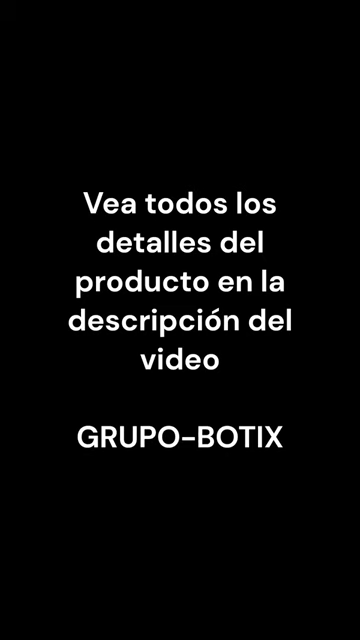 Vea todos los
detalles del
producto en la
descripción del
video
GRUPO-BOTIX